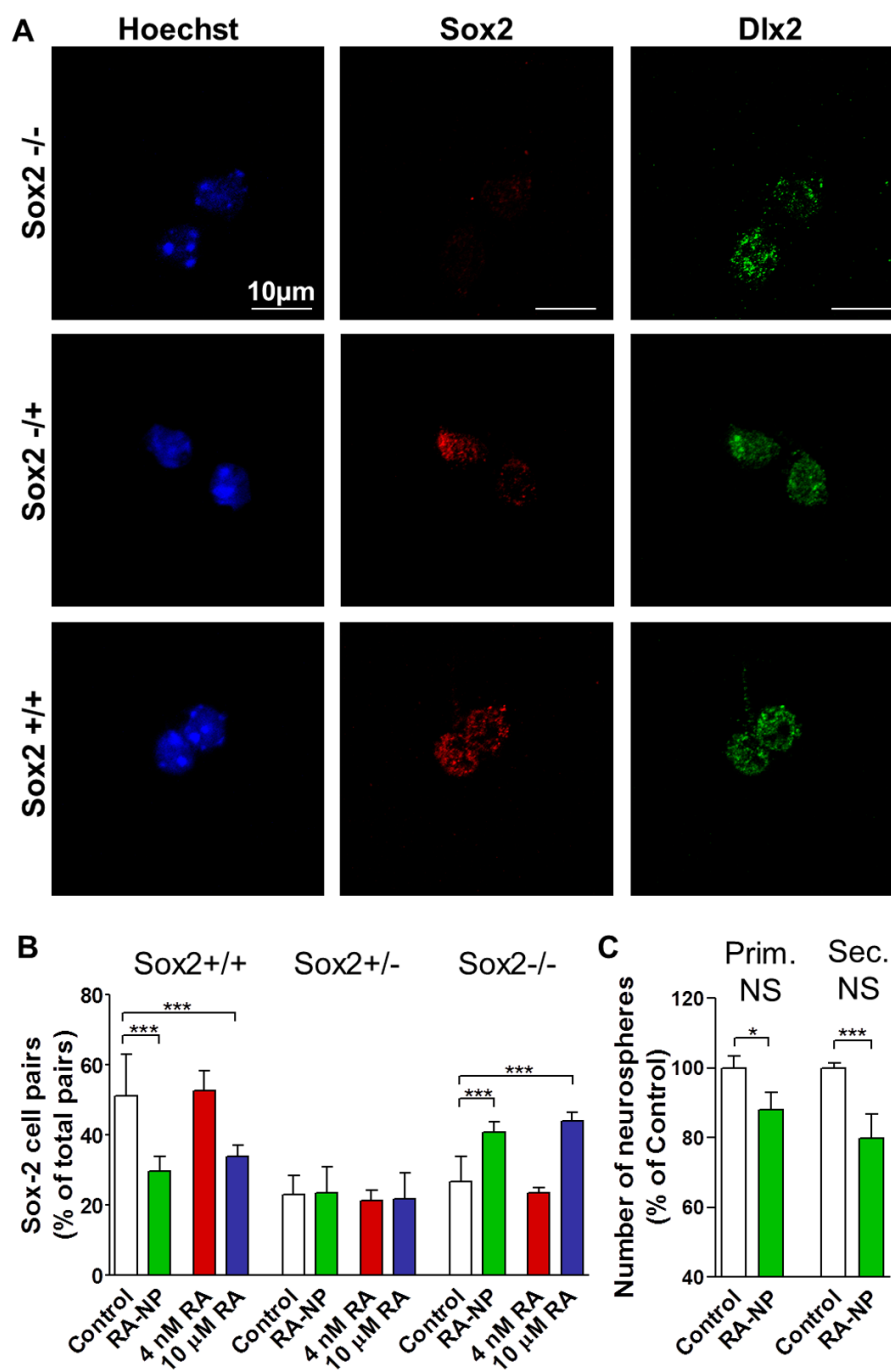 A
Hoechst
Sox2
Dlx2
Sox2 -/-
10µm
Sox2 -/+
Sox2 +/+
B
Sox2+/+
Sox2+/-
Sox2-/-
Sox-2 cell pairs
(% of total pairs)
80
60
40
20
0
***
***
***
***
Control
RA-NP
4 nM RA
10 µM RA
Control
RA-NP
4 nM RA
10 µM RA
Control
RA-NP
4 nM RA
10 µM RA
C
Prim.
NS
Sec.
NS
Number of neurospheres
(% of Control)
120
100
80
60
40
*
***
Control
RA-NP
Control
RA-NP